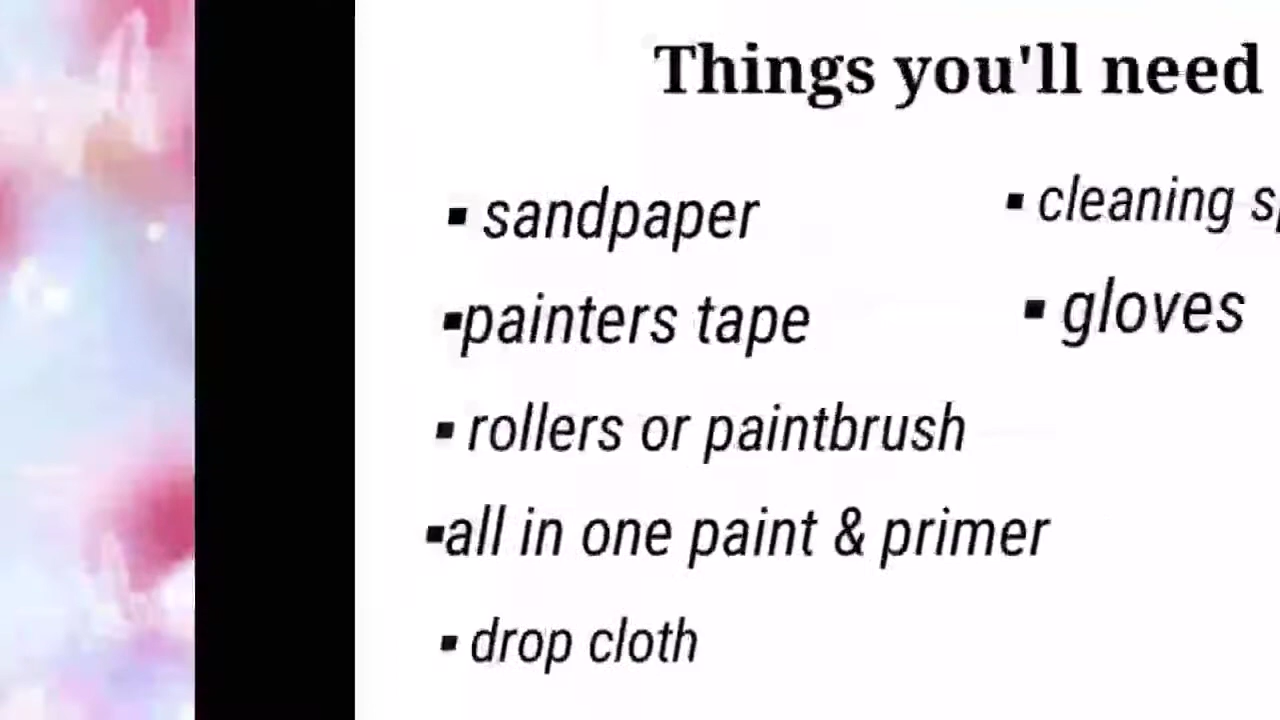 Things you'll need
▪ sandpaper
▪painters tape
▪ rollers or paintbrush
▪all in one paint & primer
▪ drop cloth
▪ cleaning
▪ gloves